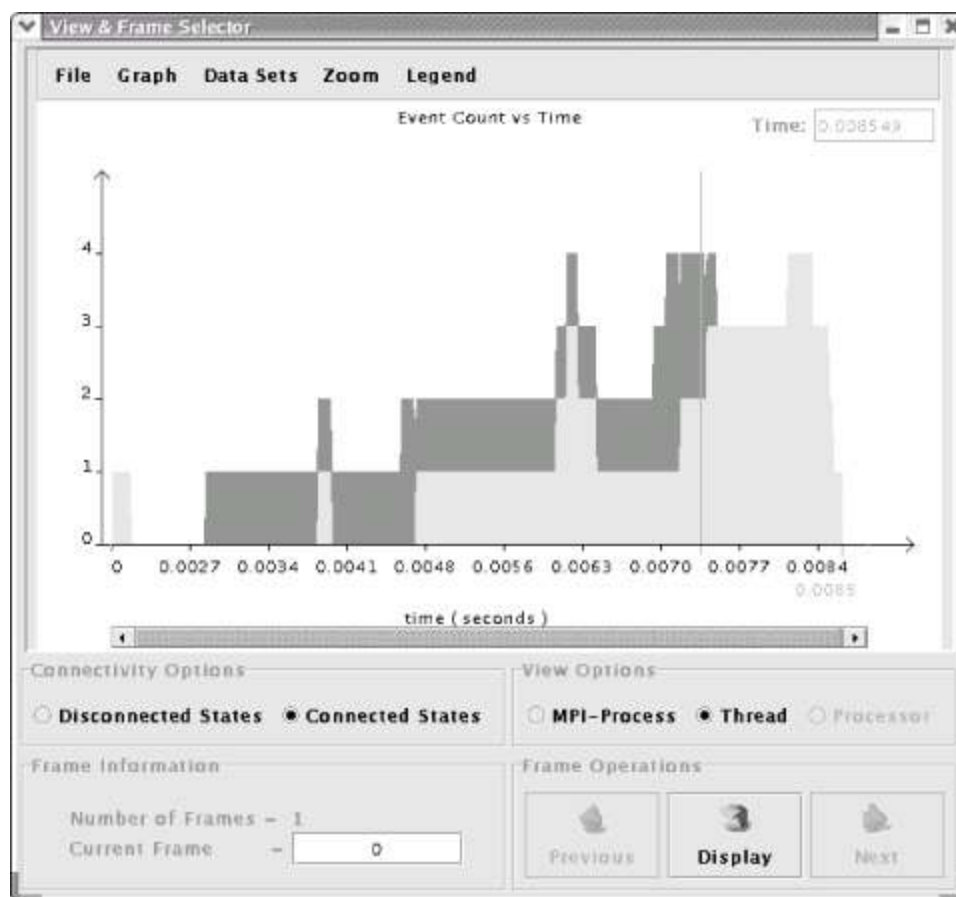 View & Frame Selector
File Graph Data Sets Zoom Legend
Event Count vs Time
Time: 0.008549
4
3
2
1
0
0 0.0027 0.0034 0.0041 0.0048 0.0056 0.0063 0.0070 0.0077 0.0084
0.0085
time ( seconds )
Connectivity Options
Disconnected States Connected States
View Options
MPI-Process Thread Processor
Frame Information
Number of Frames - 1
Current Frame - 0
Frame Operations
Previous Display Next